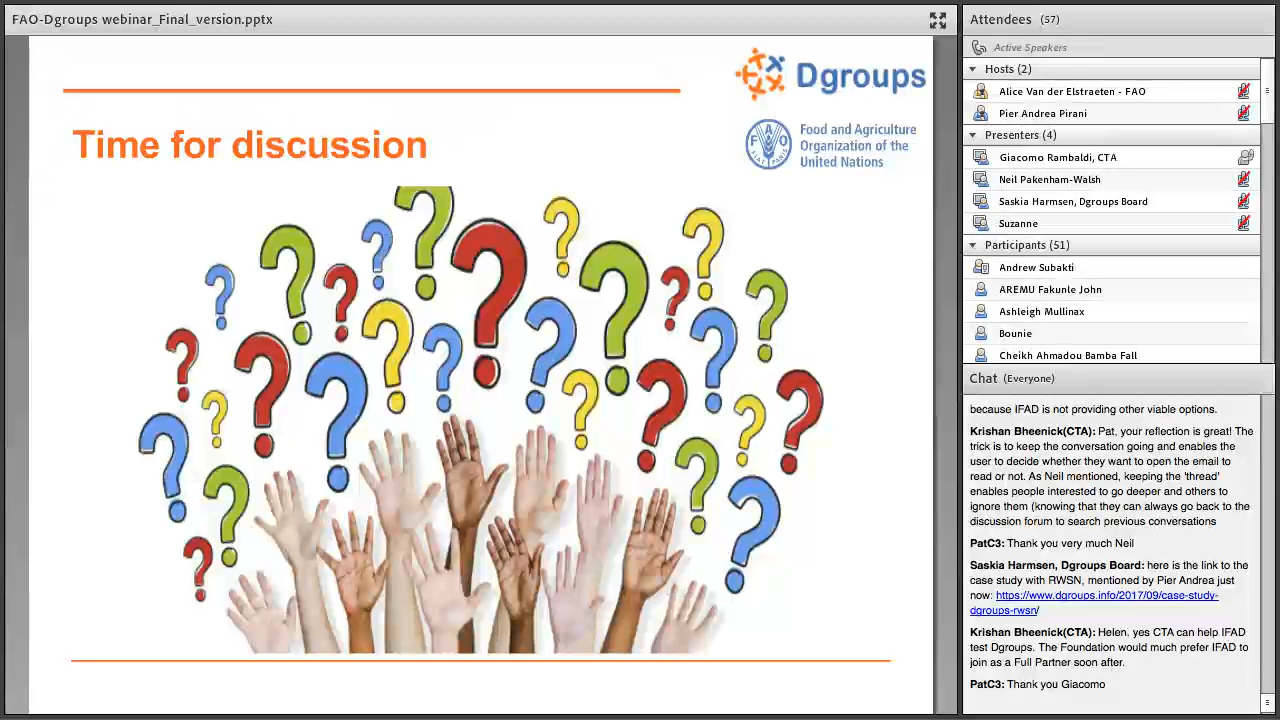 FAO-Dgroups webinar_Final_version.pptx
Dgroups
Food and Agriculture
Organization of the
United Nations
F A O
FIAT PANIS
Time for discussion
Attendees (57)
Active Speakers
Hosts (2)
Alice Van der Elstraeten - FAO
Pier Andrea Pirani
Presenters (4)
Giacomo Rambaldi, CTA
Neil Pakenham-Walsh
Saskia Harmsen, Dgroups Board
Suzanne
Participants (51)
Andrew Subakti
AREMU Fakunle John
Ashleigh Mullinax
Bounie
Cheikh Ahmadou Bamba Fall
Chat (Everyone)
because IFAD is not providing other viable options.
Krishan Bheenick(CTA): Pat, your reflection is great! The
trick is to keep the conversation going and enables the
user to decide whether they want to open the email to
read or not. As Neil mentioned, keeping the 'thread'
enables people interested to go deeper and others to
ignore them (knowing that they can always go back to the
discussion forum to search previous conversations
PatC3: Thank you very much Neil
Saskia Harmsen, Dgroups Board: here is the link to the
case study with RWSN, mentioned by Pier Andrea just
now: https://www.dgroups.info/2017/09/case-study-
dgroups-rwsn/
Krishan Bheenick(CTA): Helen, yes CTA can help IFAD
test Dgroups. The Foundation would much prefer IFAD to
join as a Full Partner soon after.
PatC3: Thank you Giacomo